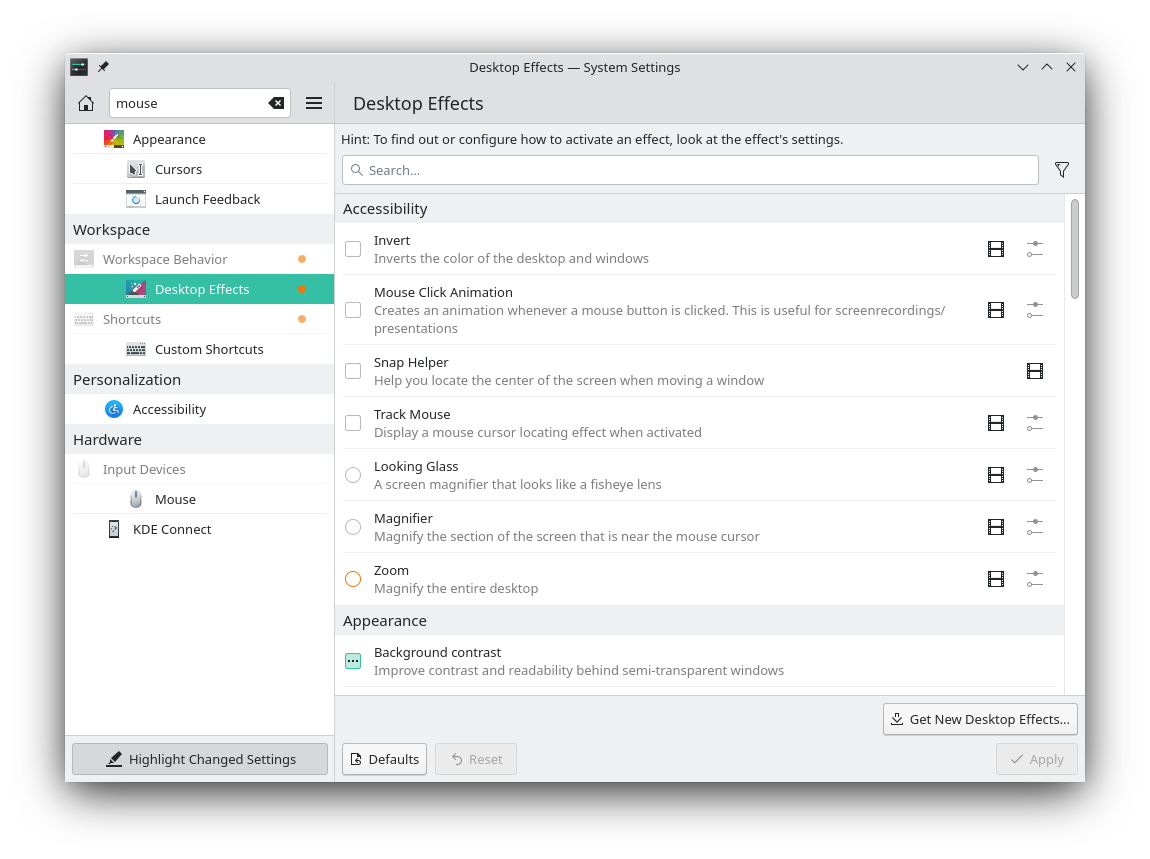 Desktop Effects — System Settings
mouse
Desktop Effects
Appearance
Cursors
Launch Feedback
Workspace
Workspace Behavior
Desktop Effects
Shortcuts
Custom Shortcuts
Personalization
Accessibility
Hardware
Input Devices
Mouse
KDE Connect
Highlight Changed Settings
Hint: To find out or configure how to activate an effect, look at the effect's settings.
Search...
Accessibility
Invert
Inverts the color of the desktop and windows
Mouse Click Animation
Creates an animation whenever a mouse button is clicked. This is useful for screenrecordings/
presentations
Snap Helper
Help you locate the center of the screen when moving a window
Track Mouse
Display a mouse cursor locating effect when activated
Looking Glass
A screen magnifier that looks like a fisheye lens
Magnifier
Magnify the section of the screen that is near the mouse cursor
Zoom
Magnify the entire desktop
Appearance
Background contrast
Improve contrast and readability behind semi-transparent windows
Get New Desktop Effects...
Defaults
Reset
Apply